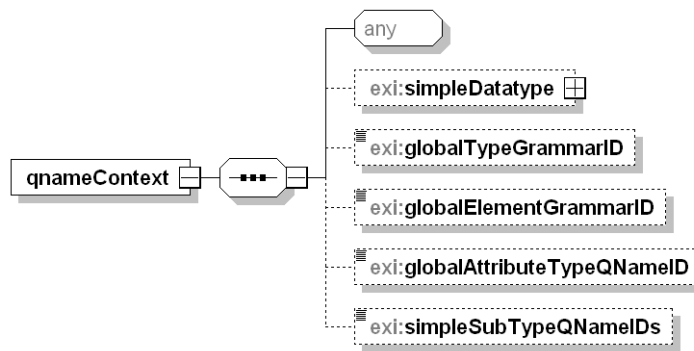 any
exi:simpleDatatype
exi:globalTypeGrammarID
qnameContext
exi:globalElementGrammarID
exi:globalAttributeTypeQNameID
exi:simpleSubTypeQNameIDs